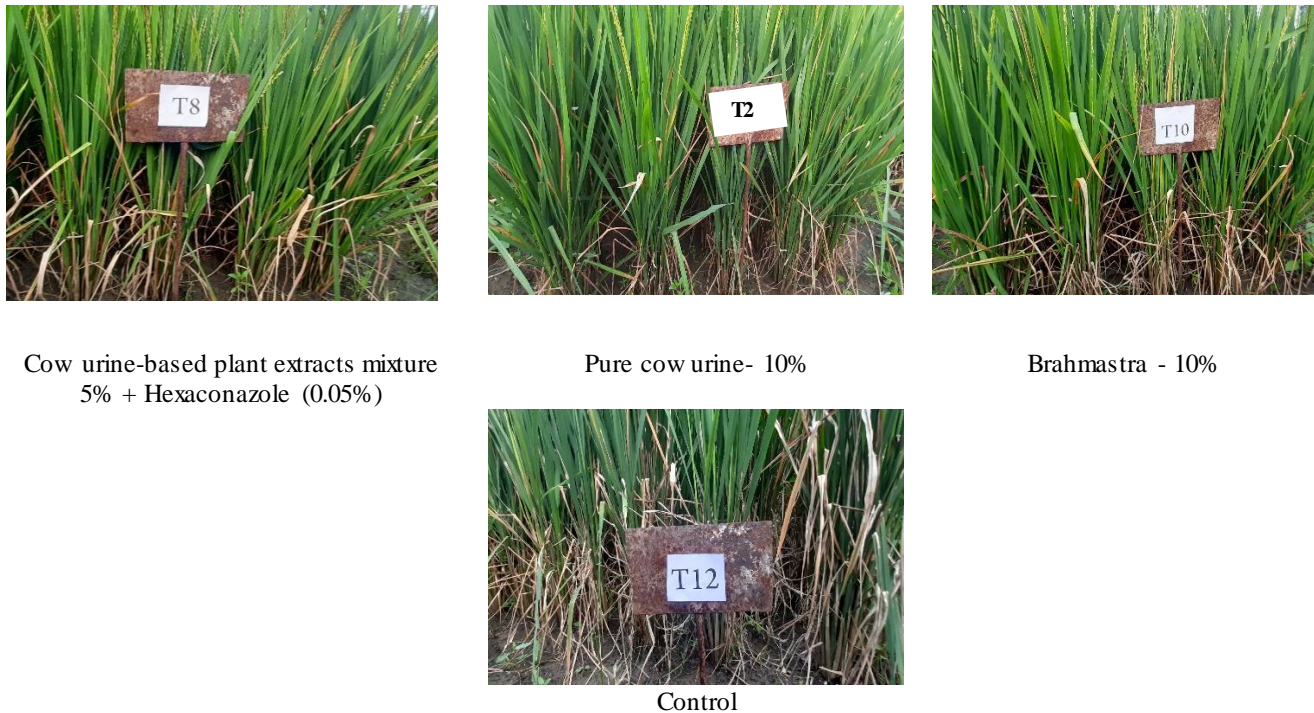 T8
T2
T10
Cow urine-based plant extracts mixture
5% + Hexaconazole (0.05%)
Pure cow urine- 10%
Brahmastra - 10%
T12
Control